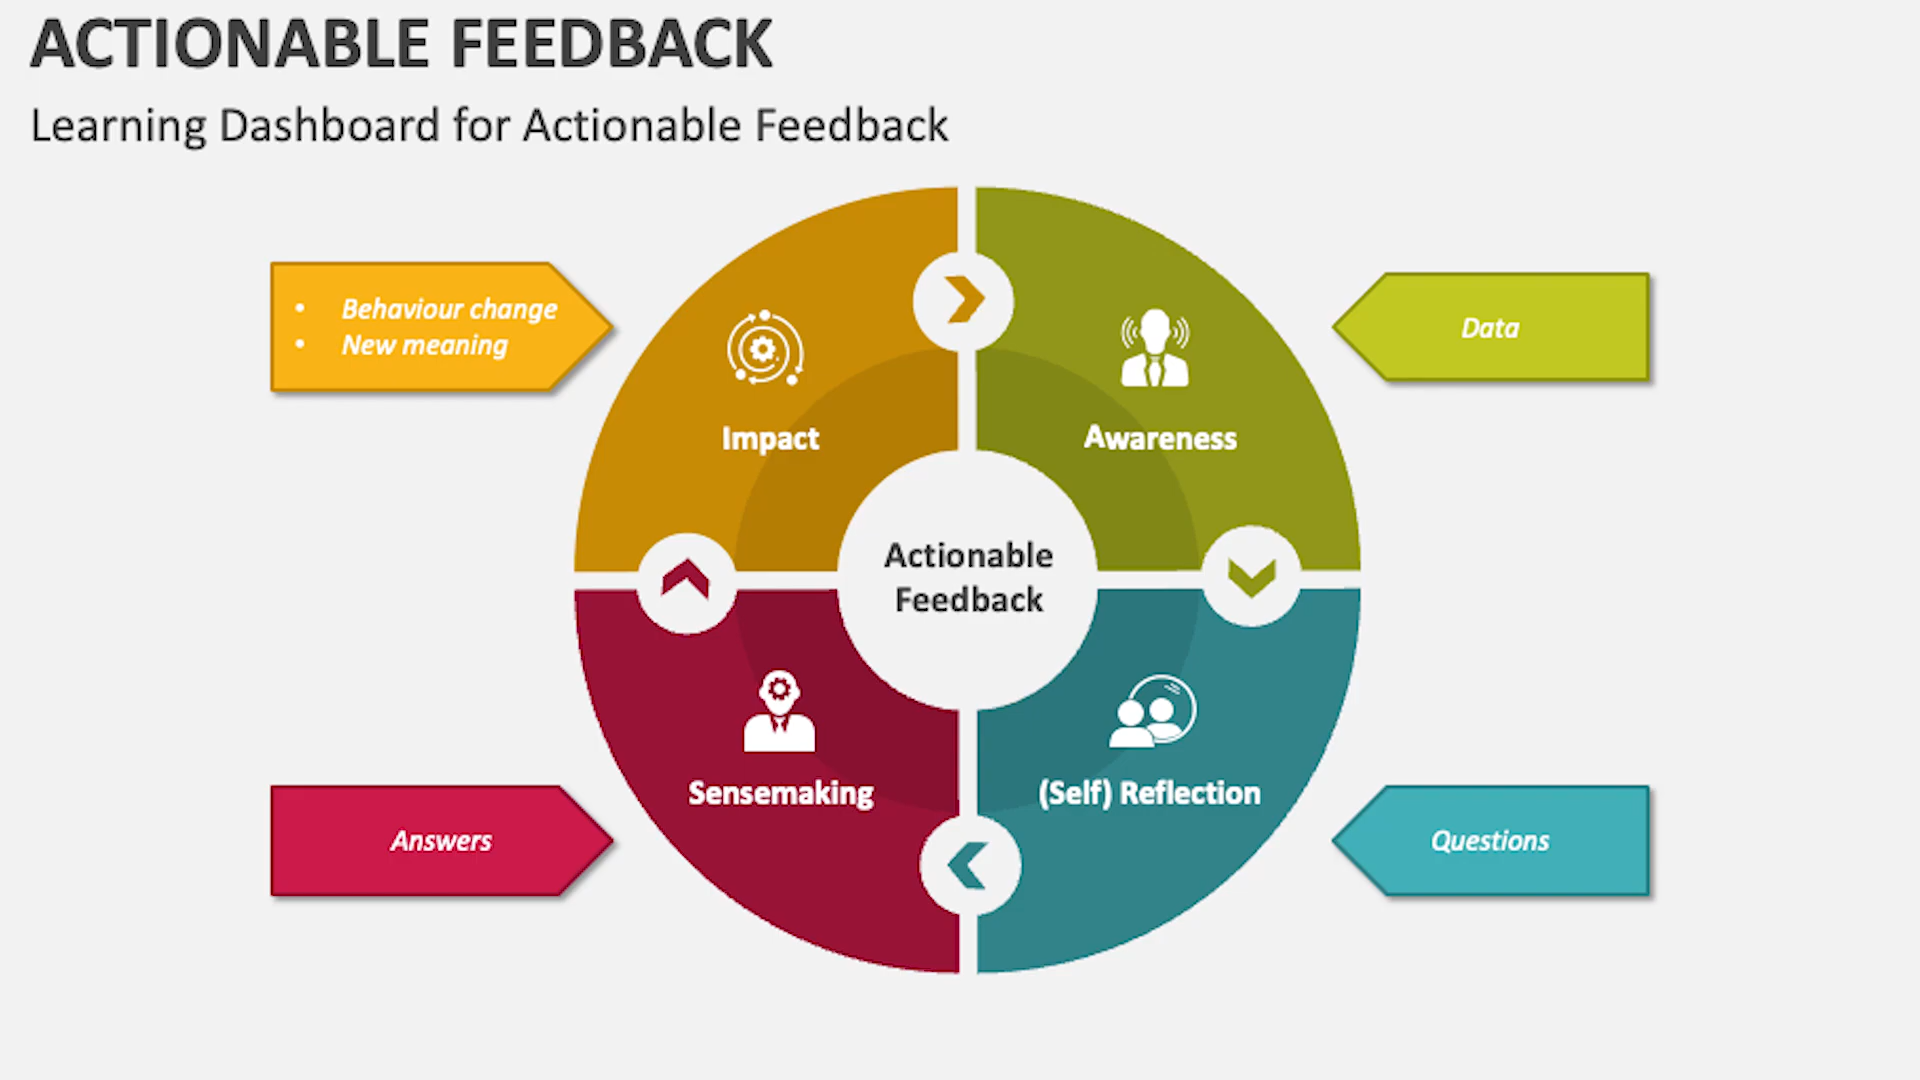 ACTIONABLE FEEDBACK
Learning Dashboard for Actionable Feedback
• Behaviour change
• New meaning
Impact
Awareness
Data
Actionable
Feedback
Sensemaking
(Self) Reflection
Answers
Questions